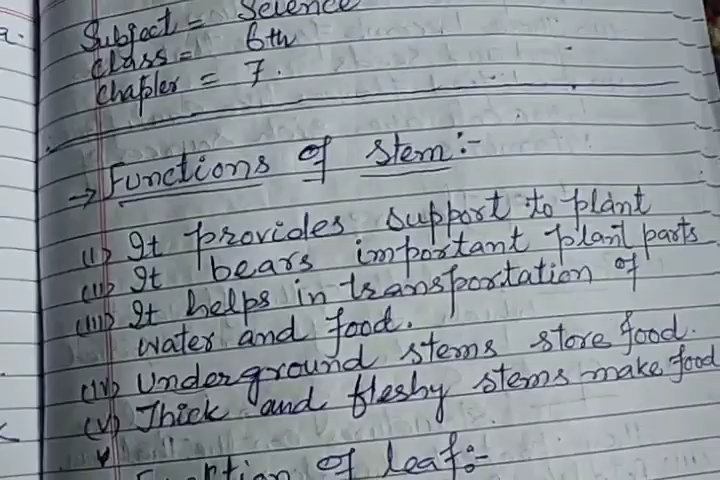 Subject = Science
Class = 6th
Chapter = 7.
→ Functions of stem :-
(i) It provides support to plant
(ii) It bears important plant parts
(iii) It helps in transportation of
water and food.
(iv) Underground stems store food.
(v) Thick and fleshy stems make food
Function of leaf :-